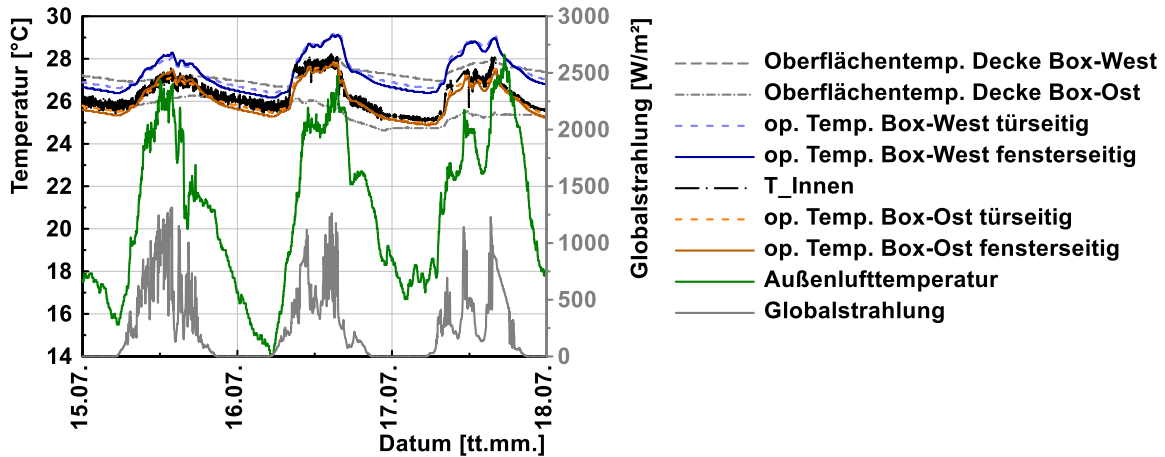 Temperatur [°C]
30
28
26
24
22
20
18
16
14
3000
2500
2000
1500
1000
500
0
Globalstrahlung [W/m²]
15.07.
16.07.
17.07.
18.07.
Datum [tt.mm.]
Oberflächentemp. Decke Box-West
Oberflächentemp. Decke Box-Ost
op. Temp. Box-West türseitig
op. Temp. Box-West fensterseitig
T_Innen
op. Temp. Box-Ost türseitig
op. Temp. Box-Ost fensterseitig
Außenlufttemperatur
Globalstrahlung